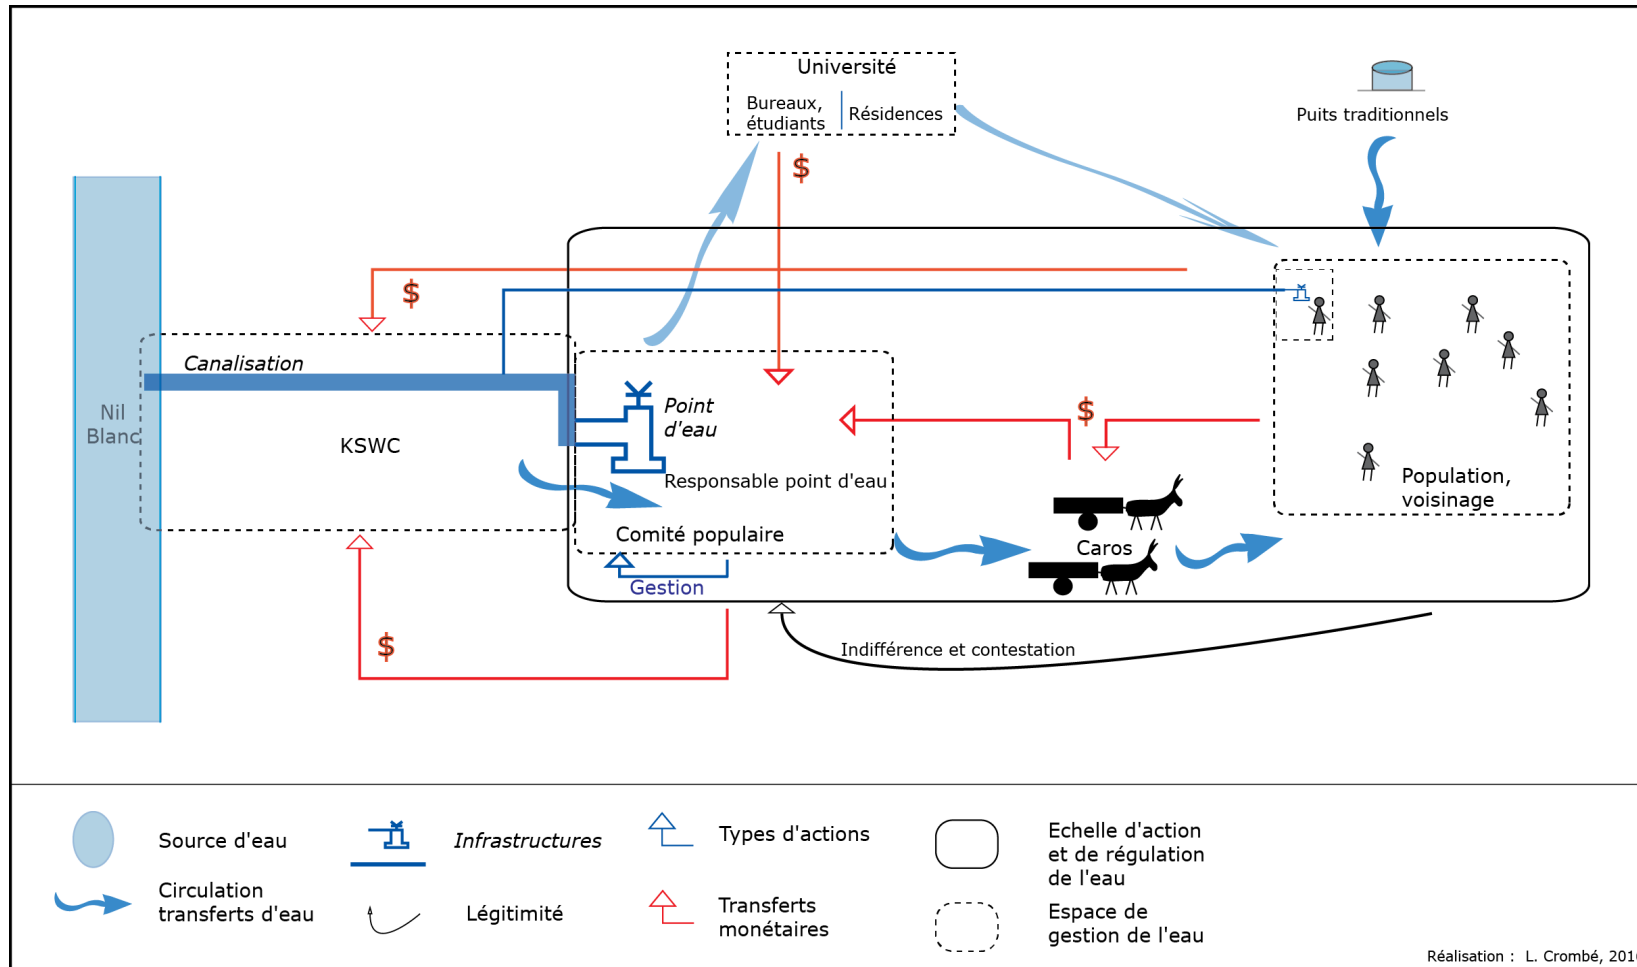 Université
Bureaux,
étudiants
Résidences
Puits traditionnels
$
$
Canalisation
Nil
Blanc
KSWC
Point
d'eau
$
Responsable point d'eau
Comité populaire
Gestion
Caros
Population,
voisinage
$
Indifférence et contestation
Source d'eau
Infrastructures
Types d'actions
Echelle d'action
et de régulation
de l'eau
Circulation
transferts d'eau
Légitimité
Transferts
monétaires
Espace de
gestion de l'eau
Réalisation : L. Crombé, 2016